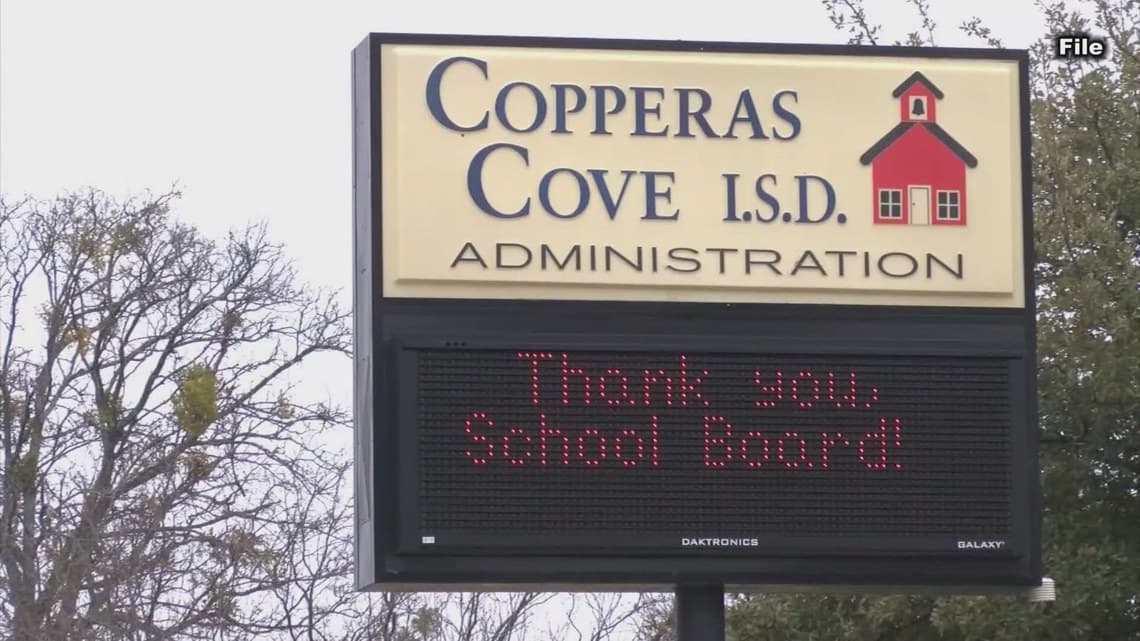 File
COPPERAS
COVE I.S.D.
ADMINISTRATION
Thank you,
School Board!
DAKTRONICS
GALAXY